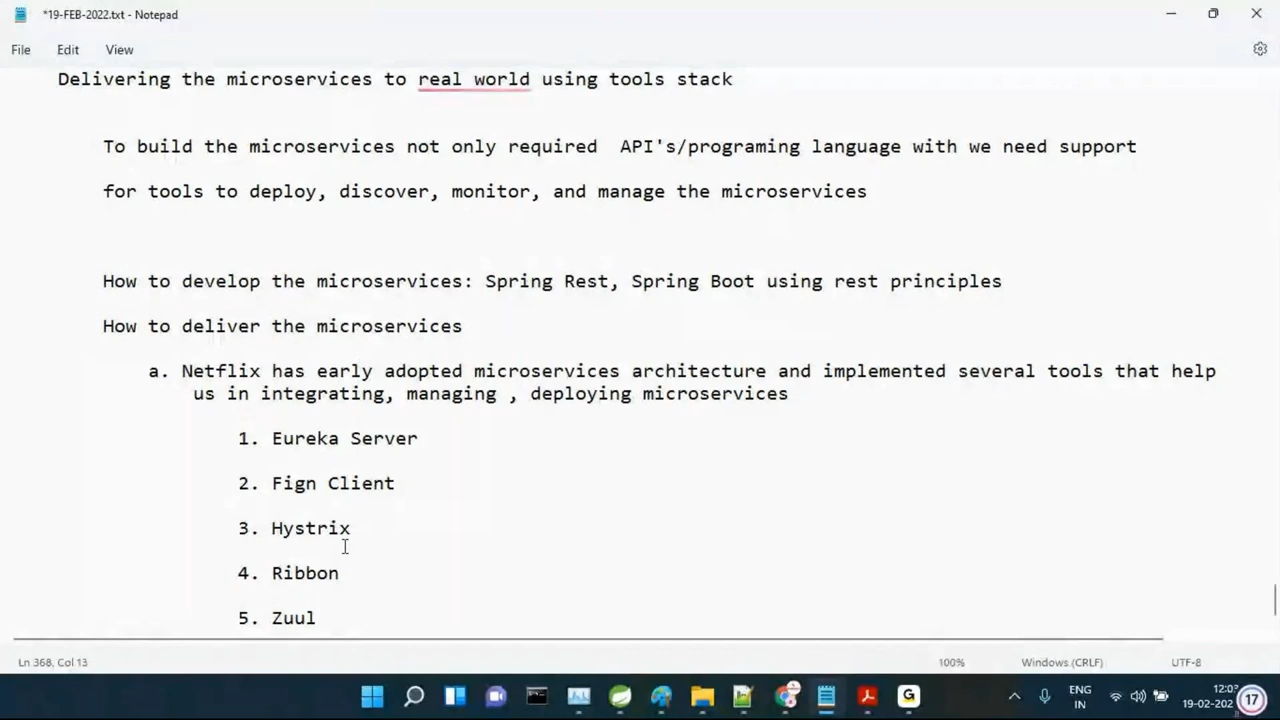 *19-FEB-2022.txt - Notepad
File Edit View
Delivering the microservices to real world using tools stack
To build the microservices not only required API's/programing language with we need support
for tools to deploy, discover, monitor, and manage the microservices
How to develop the microservices: Spring Rest, Spring Boot using rest principles
How to deliver the microservices
a. Netflix has early adopted microservices architecture and implemented several tools that help
us in integrating, managing , deploying microservices
1. Eureka Server
2. Fign Client
3. Hystrix
4. Ribbon
5. Zuul
Ln 368, Col 13 100% Windows (CRLF) UTF-8
ENG 12:03
IN 19-02-202 17